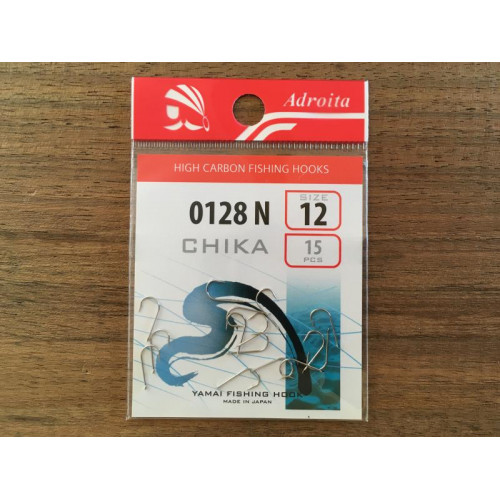 Adroita
HIGH CARBON FISHING HOOKS
0128 N
SIZE
12
CHIKA
15
PCS
YAMAI FISHING HOOK
MADE IN JAPAN